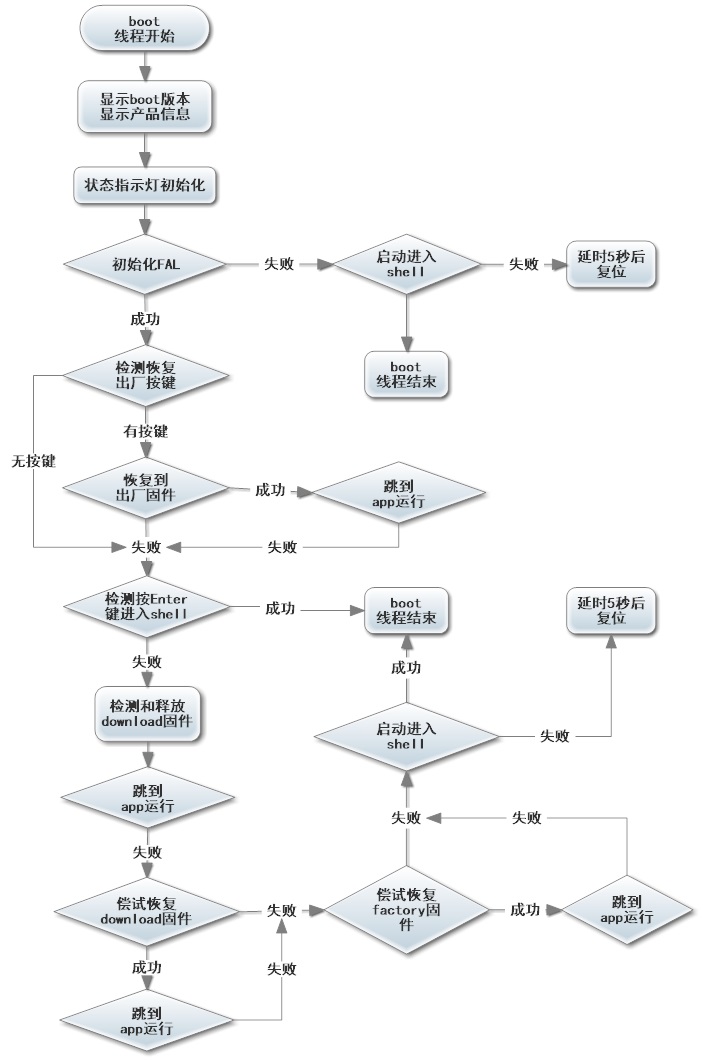 boot
线程开始
显示boot版本
显示产品信息
状态指示灯初始化
初始化FAL
失败
启动进入
shell
失败
延时5秒后
复位
成功
boot
线程结束
检测恢复
出厂按键
无按键
有按键
恢复到
出厂固件
成功
跳到
app运行
失败
失败
检测按Enter
键进入shell
成功
boot
线程结束
延时5秒后
复位
失败
成功
检测和释放
download固件
启动进入
shell
失败
跳到
app运行
失败
失败
失败
偿试恢复
download固件
失败
偿试恢复
factory固
件
成功
跳到
app运行
成功
失败
跳到
app运行